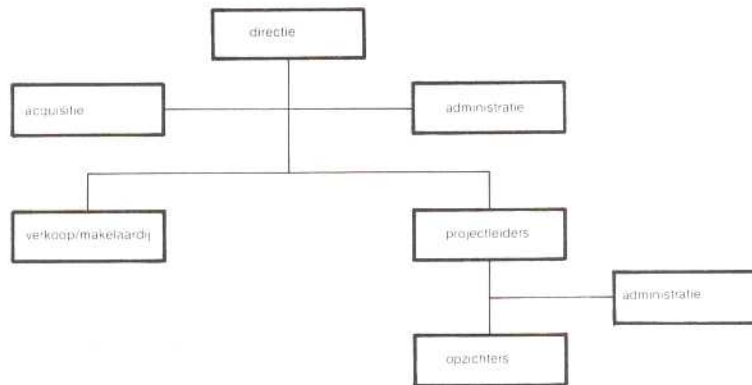 directie
acquisitie
administratie
verkoop/makelaardij
projectleiders
administratie
opzichters